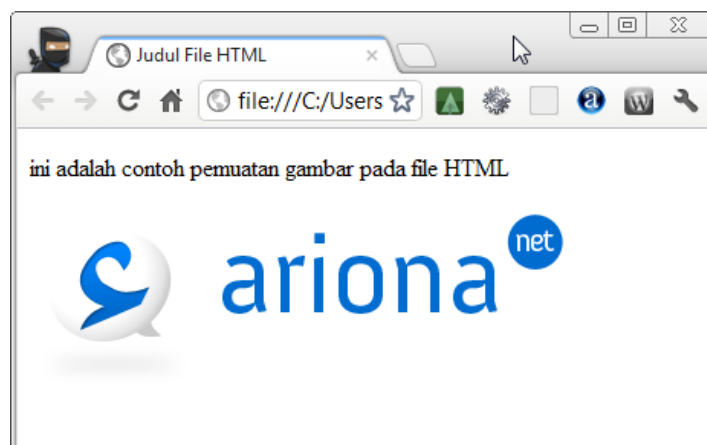 Judul File HTML
file:///C:/Users
ini adalah contoh pemuatan gambar pada file HTML
ariona net